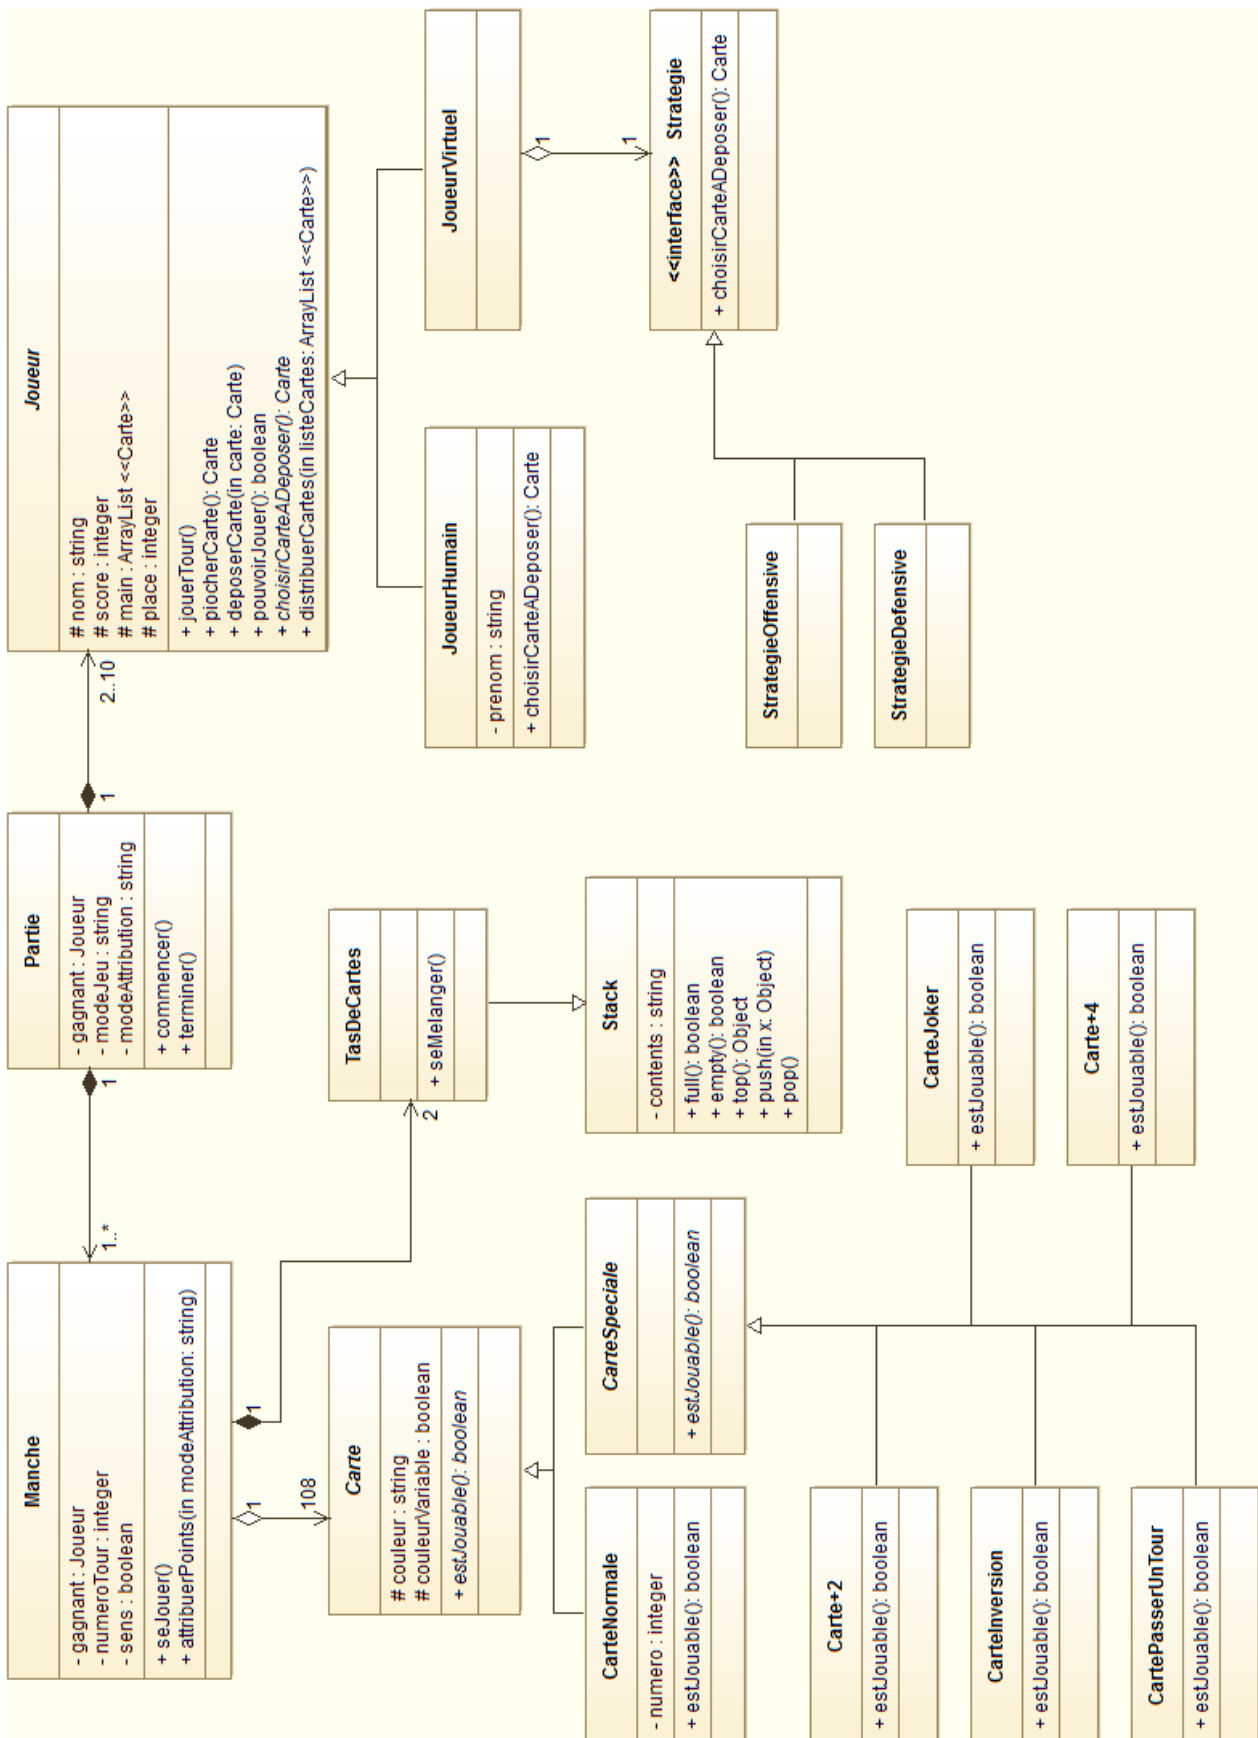 Manche
- gagnant : Joueur
- numeroTour : integer
- sens : boolean
+ seJouer()
+ attribuerPoints(in modeAttribution: string)
1..*
1
Partie
- gagnant : Joueur
- modeJeu : string
- modeAttribution : string
+ commencer()
+ terminer()
1
2..10
Joueur
# nom : string
# score : integer
# main : ArrayList <<Carte>>
# place : integer
+ jouerTour()
+ piocherCarte(): Carte
+ deposerCarte(in carte: Carte)
+ pouvoirJouer(): boolean
+ choisirCarteADeposer(): Carte
+ distribuerCartes(in listeCartes: ArrayList <<Carte>>)
1
108
1
2
Carte
# couleur : string
# couleurVariable : boolean
+ estJouable(): boolean
TasDeCartes
+ seMelanger()
JoueurHumain
- prenom : string
+ choisirCarteADeposer(): Carte
JoueurVirtuel
1
1
CarteNormale
- numero : integer
+ estJouable(): boolean
CarteSpeciale
+ estJouable(): boolean
Stack
- contents : string
+ full(): boolean
+ empty(): boolean
+ top(): Object
+ push(in x: Object)
+ pop()
<<interface>> Strategie
+ choisirCarteADeposer(): Carte
StrategieOffensive
StrategieDefensive
Carte+2
+ estJouable(): boolean
CarteJoker
+ estJouable(): boolean
CarteInversion
+ estJouable(): boolean
Carte+4
+ estJouable(): boolean
CartePasserUnTour
+ estJouable(): boolean